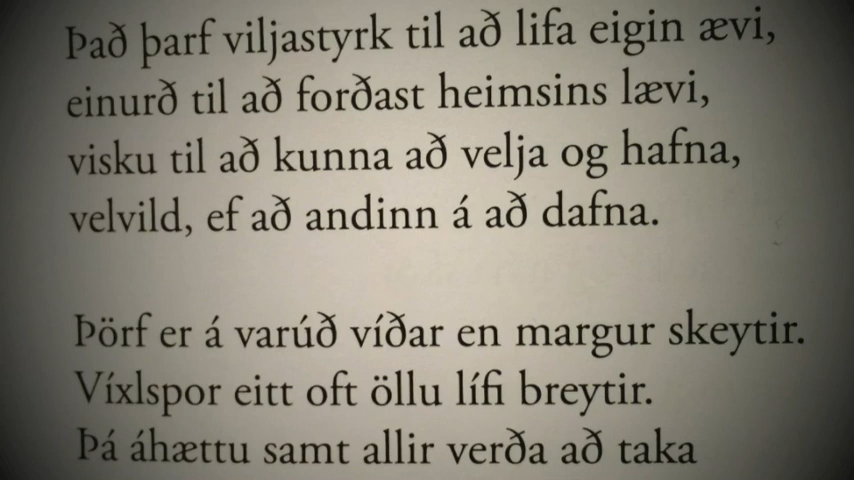 Það þarf viljastyrk til að lifa eigin ævi,
einurð til að forðast heimsins lævi,
visku til að kunna að velja og hafna,
velvild, ef að andinn á að dafna.
Þörf er á varúð víðar en margur skeytir.
Víxlspor eitt oft öllu lífi breytir.
Þá áhættu samt allir verða að taka